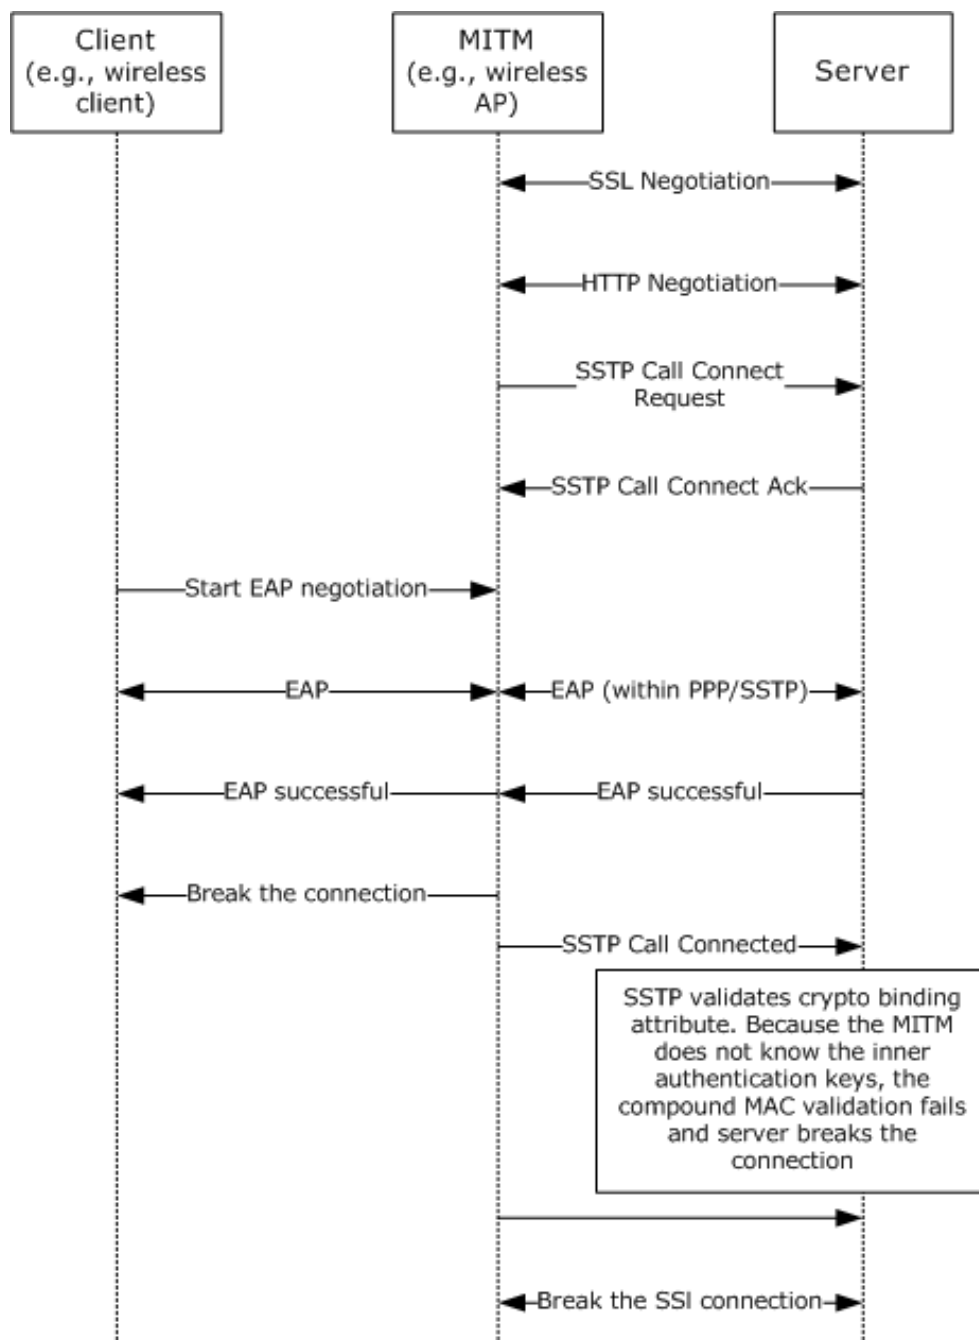 Client
(e.g., wireless
client)
MITM
(e.g., wireless
AP)
Server
SSL Negotiation
HTTP Negotiation
SSTP Call Connect
Request
SSTP Call Connect Ack
Start EAP negotiation
EAP
EAP (within PPP/SSTP)
EAP successful
EAP successful
Break the connection
SSTP Call Connected
SSTP validates crypto binding
attribute. Because the MITM
does not know the inner
authentication keys, the
compound MAC validation fails
and server breaks the
connection
Break the SSl connection